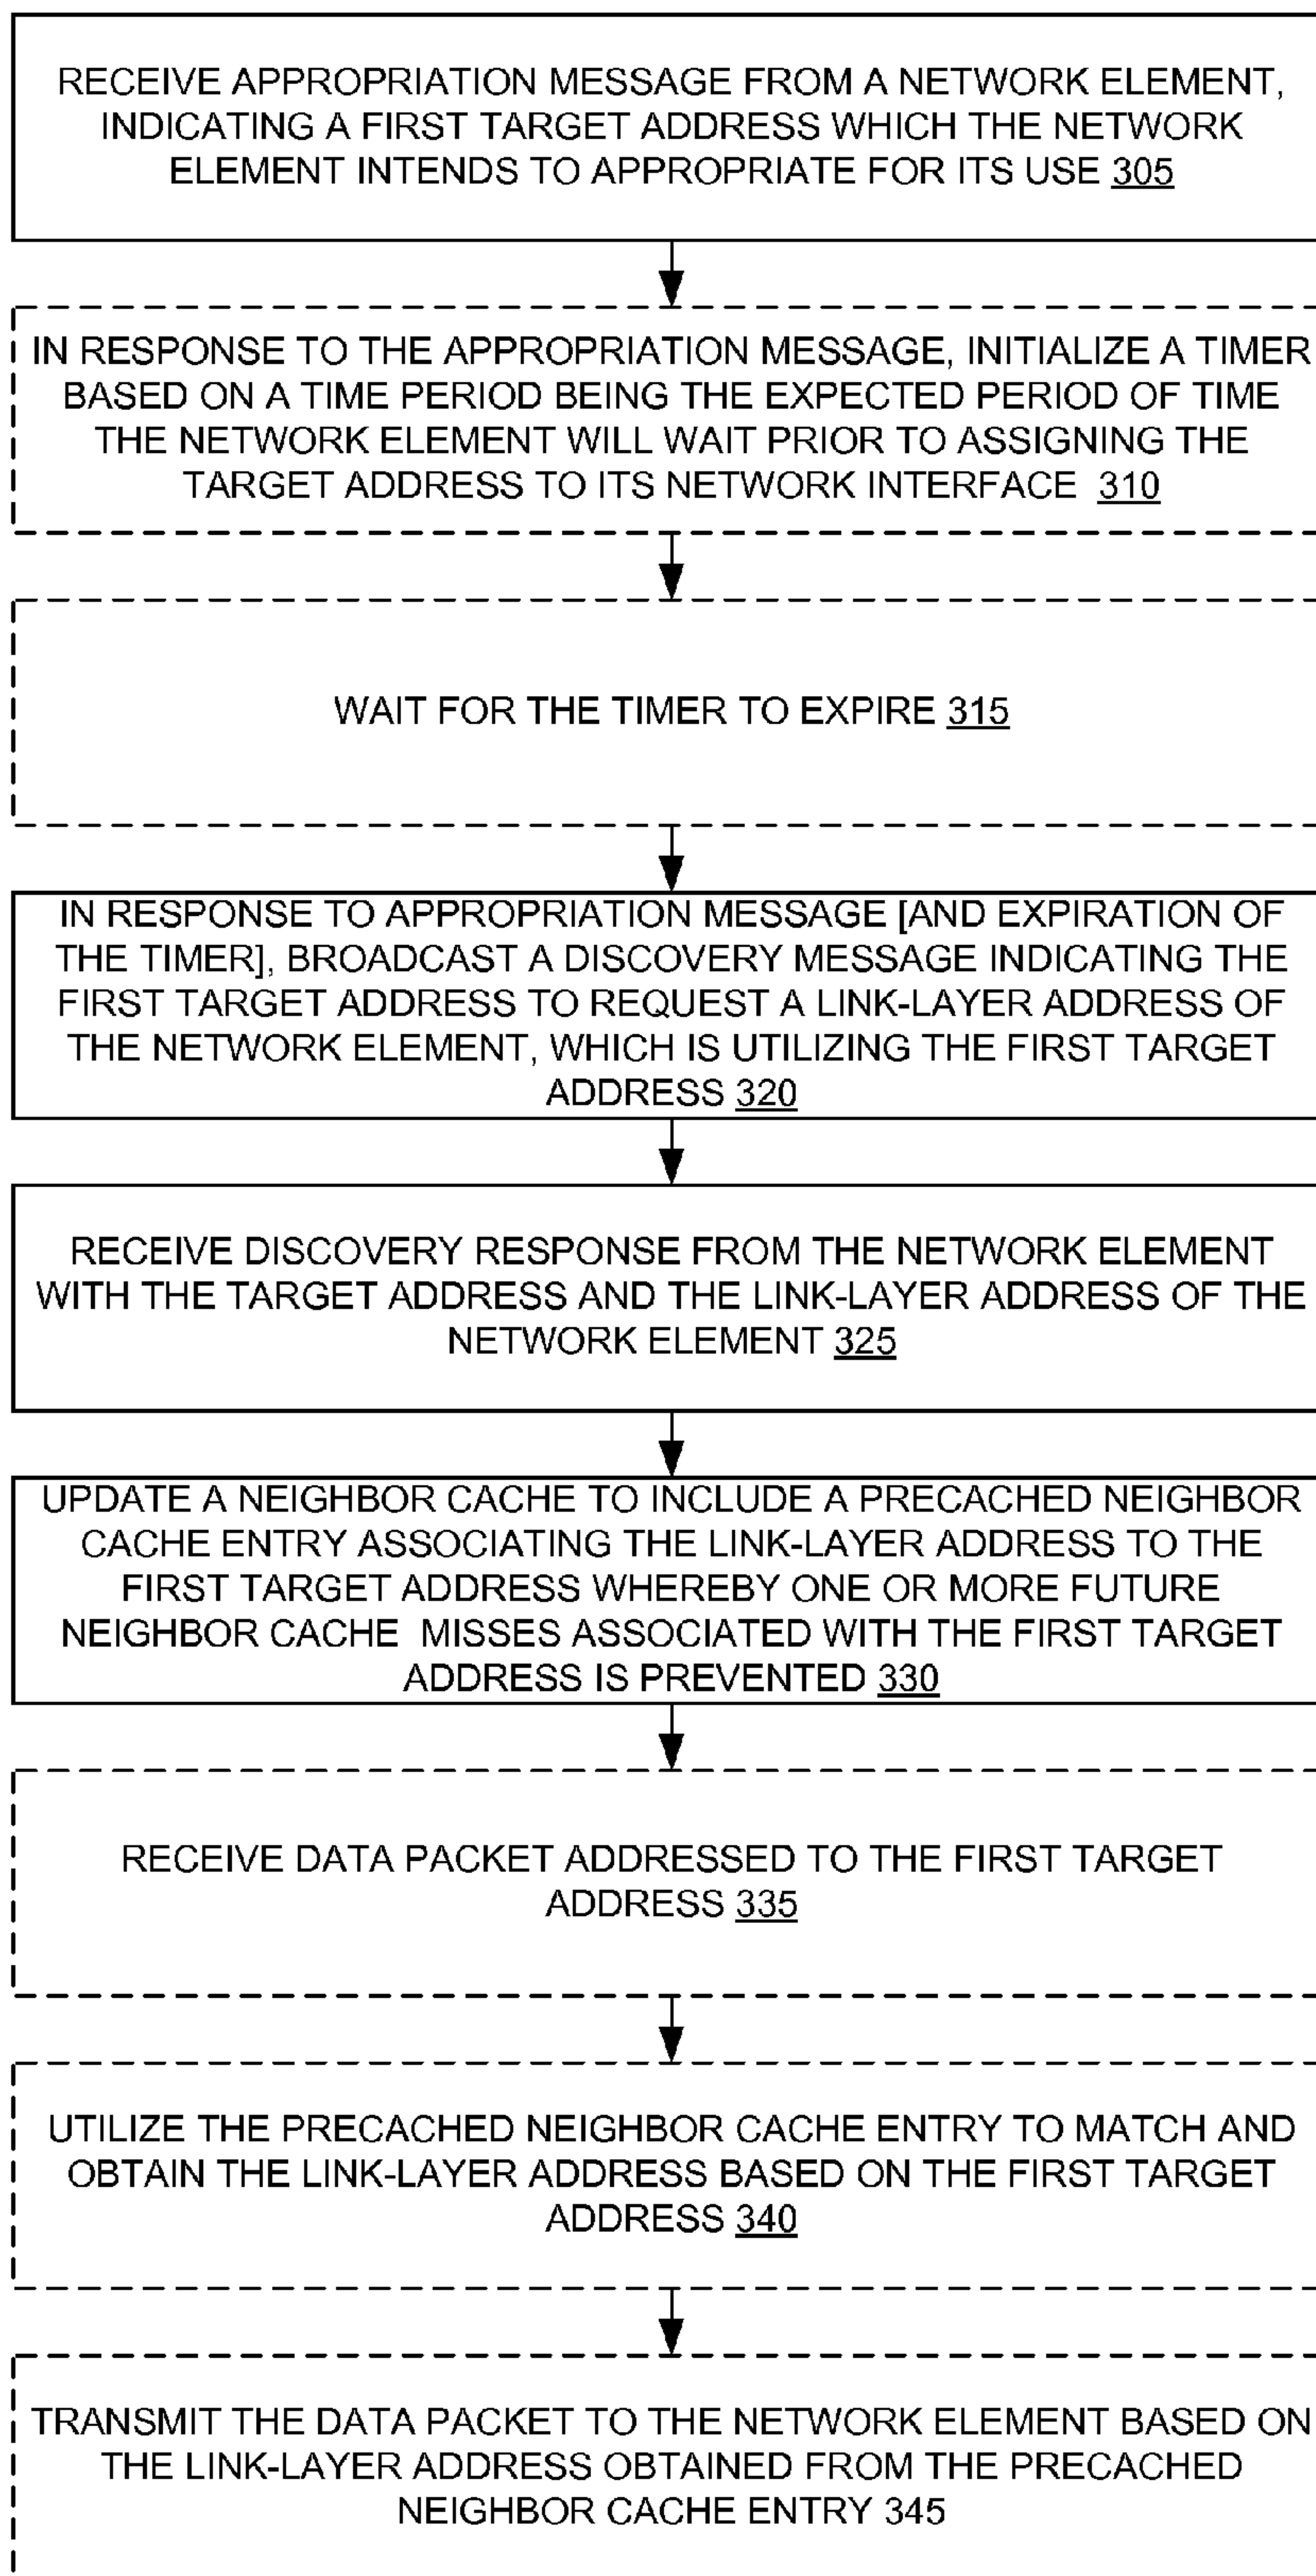 RECEIVE APPROPRIATION MESSAGE FROM A NETWORK ELEMENT,
INDICATING A FIRST TARGET ADDRESS WHICH THE NETWORK
ELEMENT INTENDS TO APPROPRIATE FOR ITS USE 305
IN RESPONSE TO THE APPROPRIATION MESSAGE, INITIALIZE A TIMER
BASED ON A TIME PERIOD BEING THE EXPECTED PERIOD OF TIME
THE NETWORK ELEMENT WILL WAIT PRIOR TO ASSIGNING THE
TARGET ADDRESS TO ITS NETWORK INTERFACE 310
WAIT FOR THE TIMER TO EXPIRE 315
IN RESPONSE TO APPROPRIATION MESSAGE [AND EXPIRATION OF
THE TIMER], BROADCAST A DISCOVERY MESSAGE INDICATING THE
FIRST TARGET ADDRESS TO REQUEST A LINK-LAYER ADDRESS OF
THE NETWORK ELEMENT, WHICH IS UTILIZING THE FIRST TARGET
ADDRESS 320
RECEIVE DISCOVERY RESPONSE FROM THE NETWORK ELEMENT
WITH THE TARGET ADDRESS AND THE LINK-LAYER ADDRESS OF THE
NETWORK ELEMENT 325
UPDATE A NEIGHBOR CACHE TO INCLUDE A PRECACHED NEIGHBOR
CACHE ENTRY ASSOCIATING THE LINK-LAYER ADDRESS TO THE
FIRST TARGET ADDRESS WHEREBY ONE OR MORE FUTURE
NEIGHBOR CACHE MISSES ASSOCIATED WITH THE FIRST TARGET
ADDRESS IS PREVENTED 330
RECEIVE DATA PACKET ADDRESSED TO THE FIRST TARGET
ADDRESS 335
UTILIZE THE PRECACHED NEIGHBOR CACHE ENTRY TO MATCH AND
OBTAIN THE LINK-LAYER ADDRESS BASED ON THE FIRST TARGET
ADDRESS 340
TRANSMIT THE DATA PACKET TO THE NETWORK ELEMENT BASED ON
THE LINK-LAYER ADDRESS OBTAINED FROM THE PRECACHED
NEIGHBOR CACHE ENTRY 345